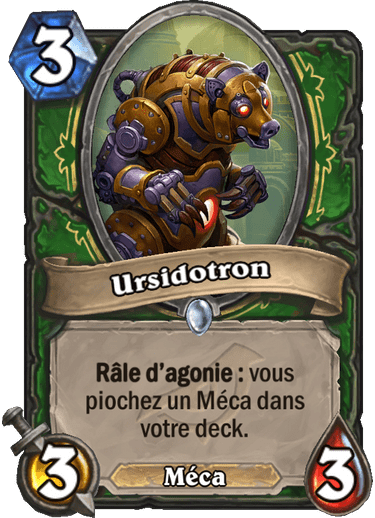 3
Ursidotron
Râle d’agonie : vous
piochez un Méca dans
votre deck.
3
Méca
3